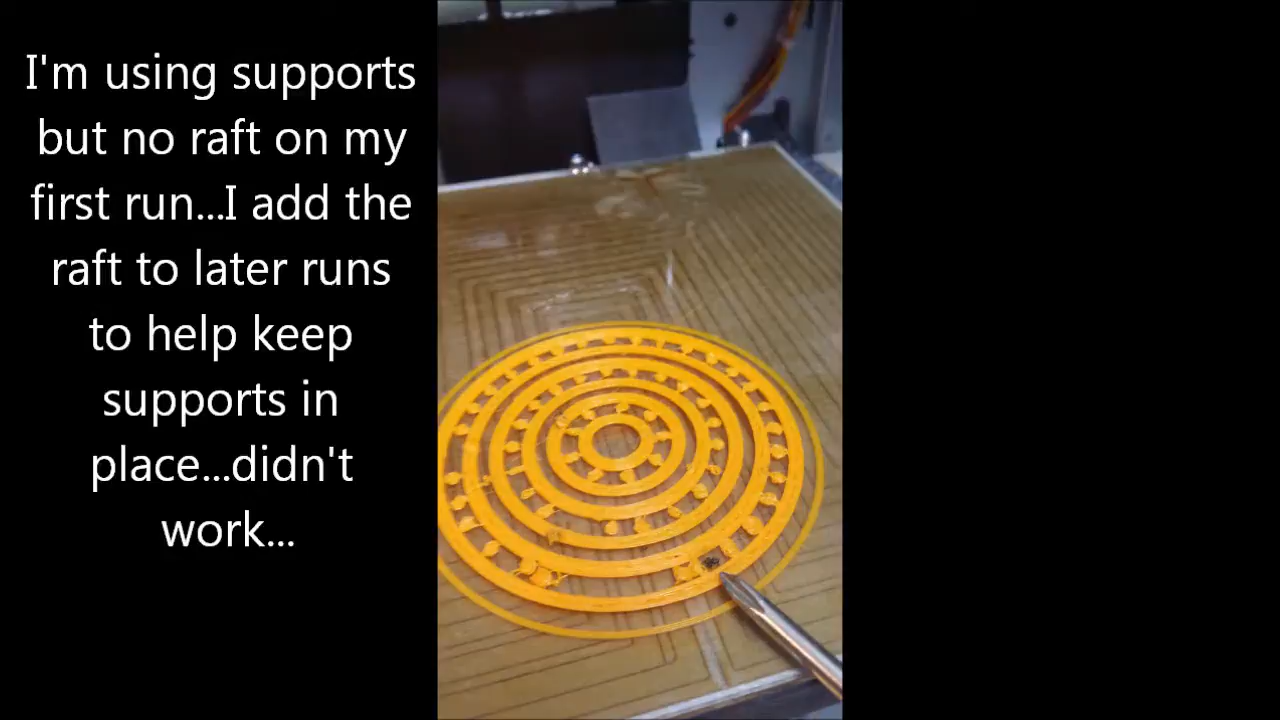 I'm using supports
but no raft on my
first run...I add the
raft to later runs
to help keep
supports in
place...didn't
work...